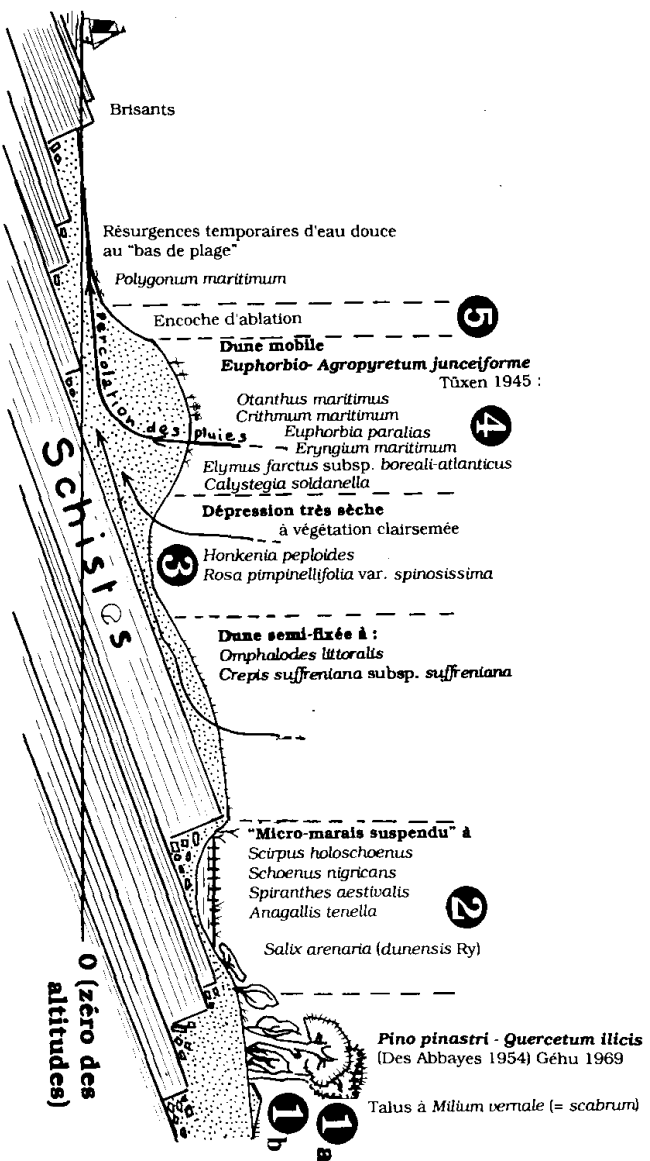 Brisants
Résurgences temporaires d'eau douce
au "bas de plage"
Polygonum maritimum
Encoche d'ablation
5
Dune mobile
Euphorbio- Agropyretum junceiforme
Tüxen 1945 :
Otanthus maritimus
Crithmum maritimum
Euphorbia paralias
Eryngium maritimum
Elymus farctus subsp. boreali-atlanticus
Calystegia soldanella
4
percolation des pluies
Dépression très sèche
à végétation clairsemée
Honkenia peploides
Rosa pimpinellifolia var. spinosissima
3
Schistes
Dune semi-fixée à :
Omphalodes littoralis
Crepis suffreniana subsp. suffreniana
"Micro-marais suspendu" à
Scirpus holoschoenus
Schoenus nigricans
Spiranthes aestivalis
Anagallis tenella
2
Salix arenaria (dunensis Ry)
0 (zéro des
altitudes)
Pino pinastri - Quercetum ilicis
(Des Abbayes 1954) Géhu 1969
Talus à Milium vernale (= scabrum)
1 a
1 b